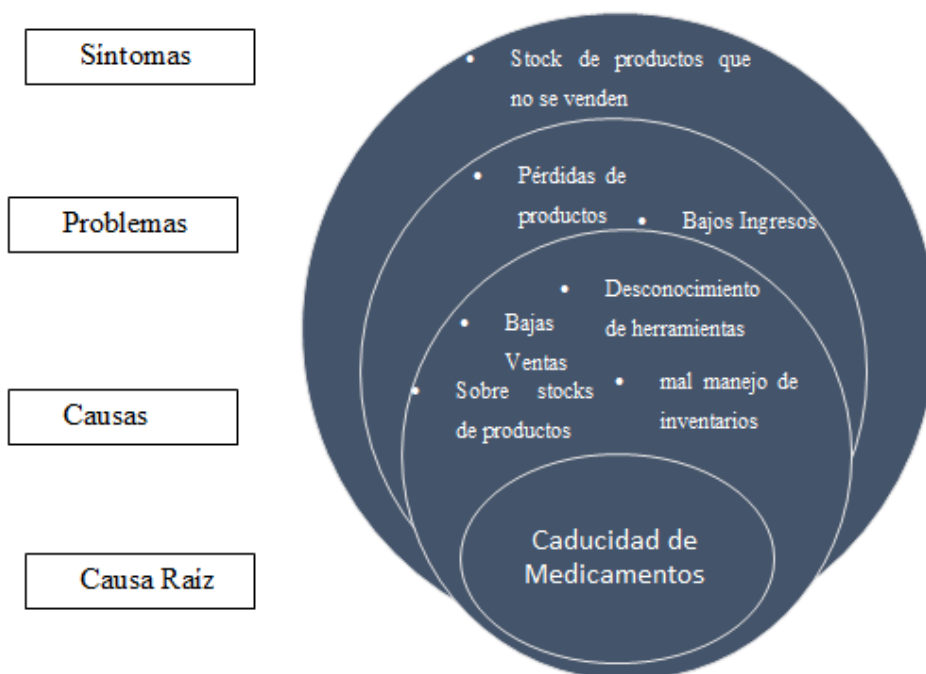 Síntomas
• Stock de productos que
no se venden
Problemas
• Pérdidas de
productos
• Bajos Ingresos
Causas
• Desconocimiento
de herramientas
• Bajas
Ventas
• Sobre stocks
de productos
• mal manejo de
inventarios
Causa Raíz
Caducidad de
Medicamentos